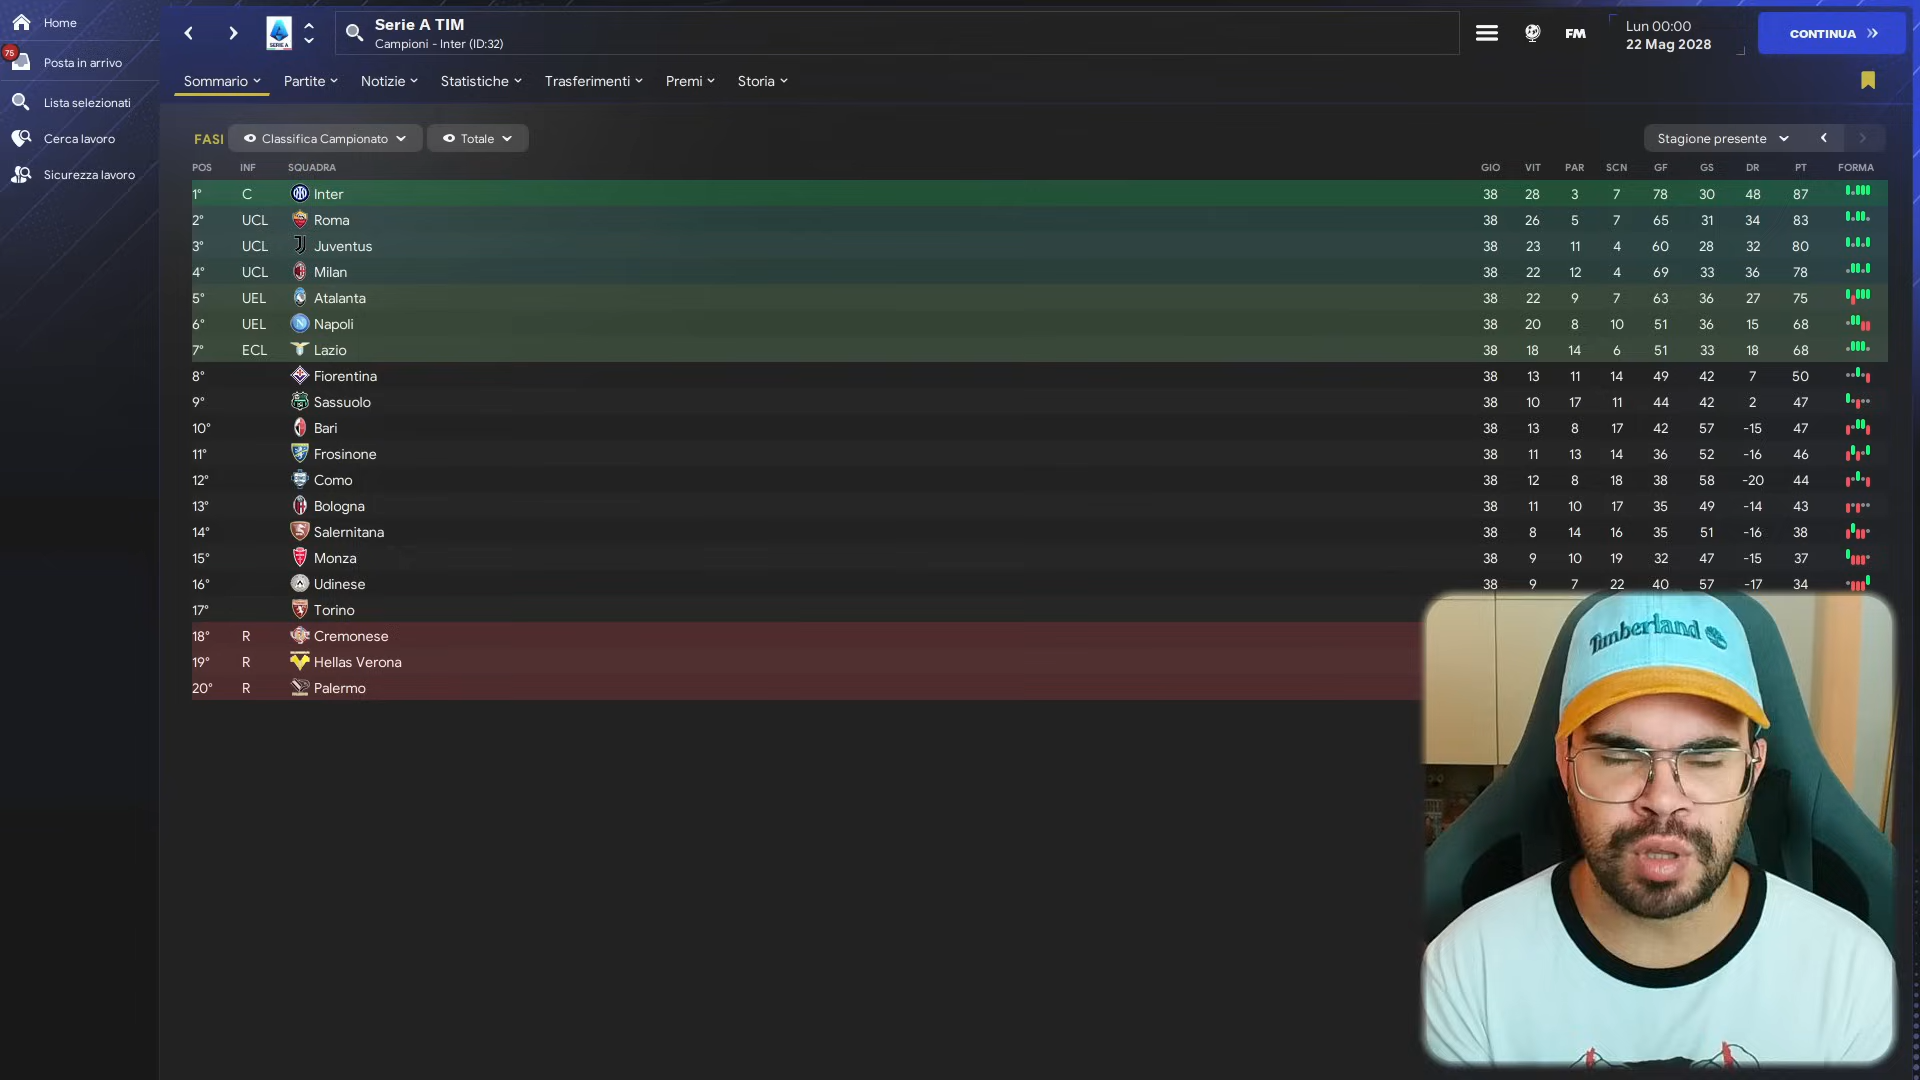 Home
75
Posta in arrivo
Lista selezionati
Cerca lavoro
Sicurezza lavoro
SERIE A
Serie A TIM
Campioni - Inter (ID:32)
FM
Lun 00:00
22 Mag 2028
CONTINUA
Sommario Partite Notizie Statistiche Trasferimenti Premi Storia
FASI Classifica Campionato Totale Stagione presente
POS INF SQUADRA GIO VIT PAR SCN GF GS DR PT FORMA
1° C Inter 38 28 3 7 78 30 48 87
2° UCL Roma 38 26 5 7 65 31 34 83
3° UCL Juventus 38 23 11 4 60 28 32 80
4° UCL Milan 38 22 12 4 69 33 36 78
5° UEL Atalanta 38 22 9 7 63 36 27 75
6° UEL Napoli 38 20 8 10 51 36 15 68
7° ECL Lazio 38 18 14 6 51 33 18 68
8° Fiorentina 38 13 11 14 49 42 7 50
9° Sassuolo 38 10 17 11 44 42 2 47
10° Bari 38 13 8 17 42 57 -15 47
11° Frosinone 38 11 13 14 36 52 -16 46
12° Como 38 12 8 18 38 58 -20 44
13° Bologna 38 11 10 17 35 49 -14 43
14° Salernitana 38 8 14 16 35 51 -16 38
15° Monza 38 9 10 19 32 47 -15 37
16° Udinese 38 9 7 22 40 57 -17 34
17° Torino
18° R Cremonese
19° R Hellas Verona
20° R Palermo
Timberland